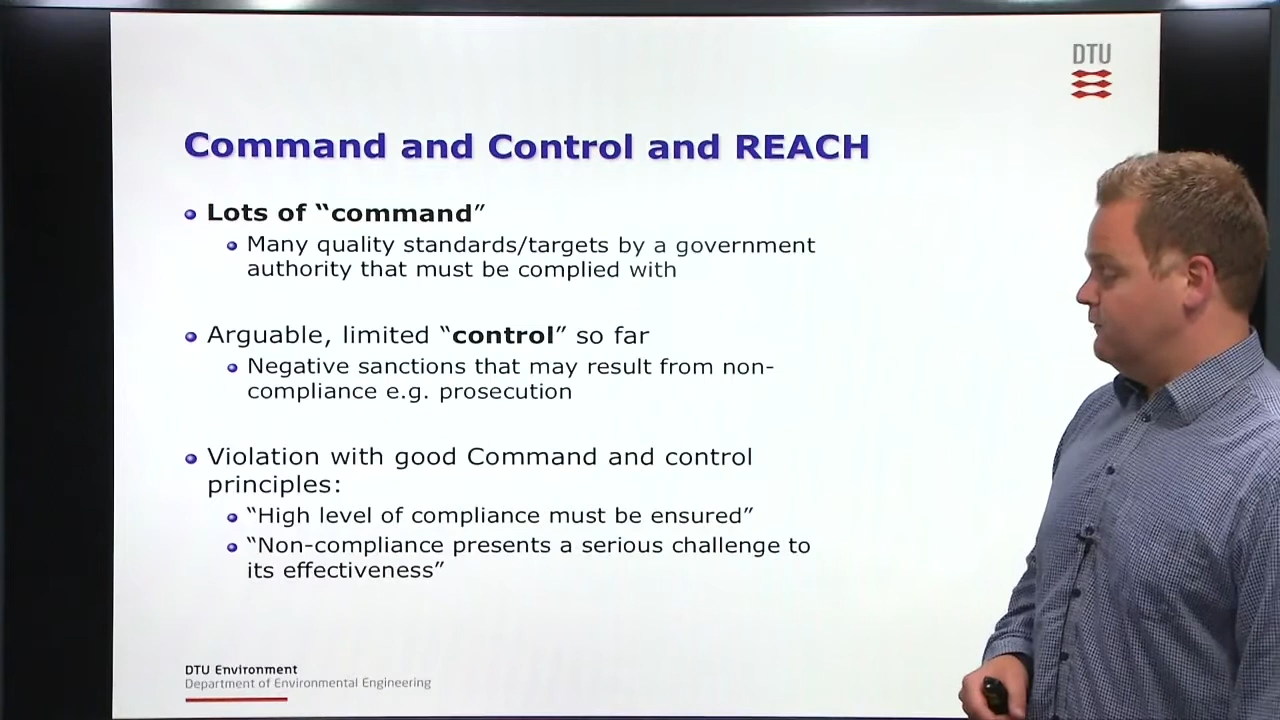 DTU
Command and Control and REACH
Lots of “command”
Many quality standards/targets by a government
authority that must be complied with
Arguable, limited “control” so far
Negative sanctions that may result from non-
compliance e.g. prosecution
Violation with good Command and control
principles:
“High level of compliance must be ensured”
“Non-compliance presents a serious challenge to
its effectiveness”
DTU Environment
Department of Environmental Engineering